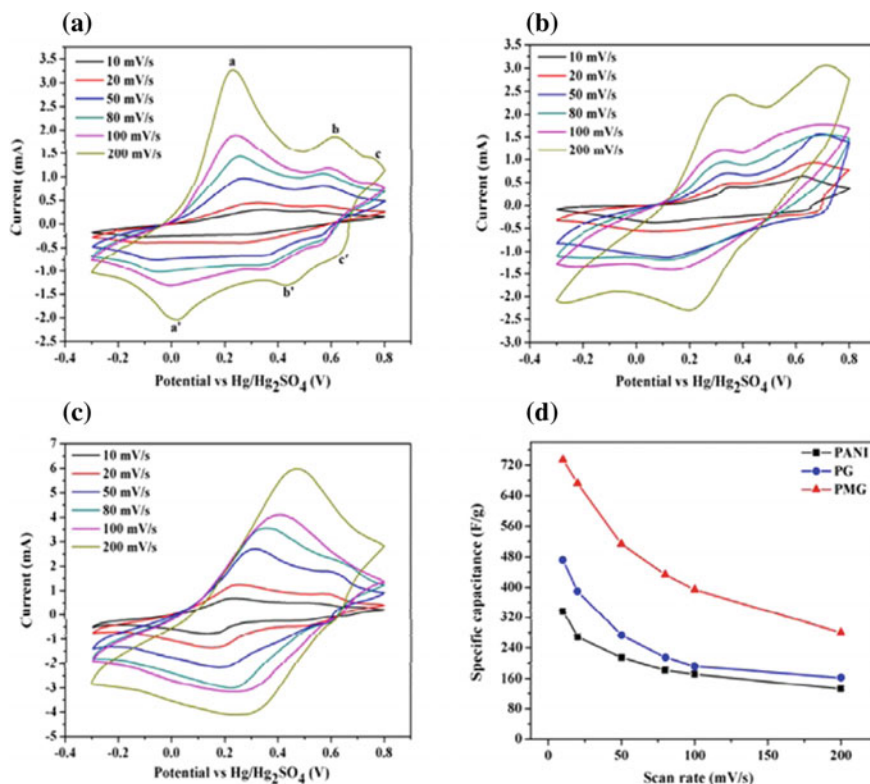 (a)
3.5
3.0
2.5
2.0
1.5
1.0
0.5
0.0
-0.5
-1.0
-1.5
-2.0
-2.5
Current (mA)
10 mV/s
20 mV/s
50 mV/s
80 mV/s
100 mV/s
200 mV/s
a
b
c
a'
b'
c'
-0.4 -0.2 0.0 0.2 0.4 0.6 0.8
Potential vs Hg/Hg₂SO₄ (V)
(b)
3.5
3.0
2.5
2.0
1.5
1.0
0.5
0.0
-0.5
-1.0
-1.5
-2.0
-2.5
-3.0
Current (mA)
10 mV/s
20 mV/s
50 mV/s
80 mV/s
100 mV/s
200 mV/s
-0.4 -0.2 0.0 0.2 0.4 0.6 0.8
Potential vs Hg/Hg₂SO₄ (V)
(c)
7
6
5
4
3
2
1
0
-1
-2
-3
-4
-5
Current (mA)
10 mV/s
20 mV/s
50 mV/s
80 mV/s
100 mV/s
200 mV/s
-0.4 -0.2 0.0 0.2 0.4 0.6 0.8
Potential vs Hg/Hg₂SO₄ (V)
(d)
720
640
560
480
400
320
240
160
80
0
Specific capacitance (F/g)
PANI
PG
PMG
0 50 100 150 200
Scan rate (mV/s)